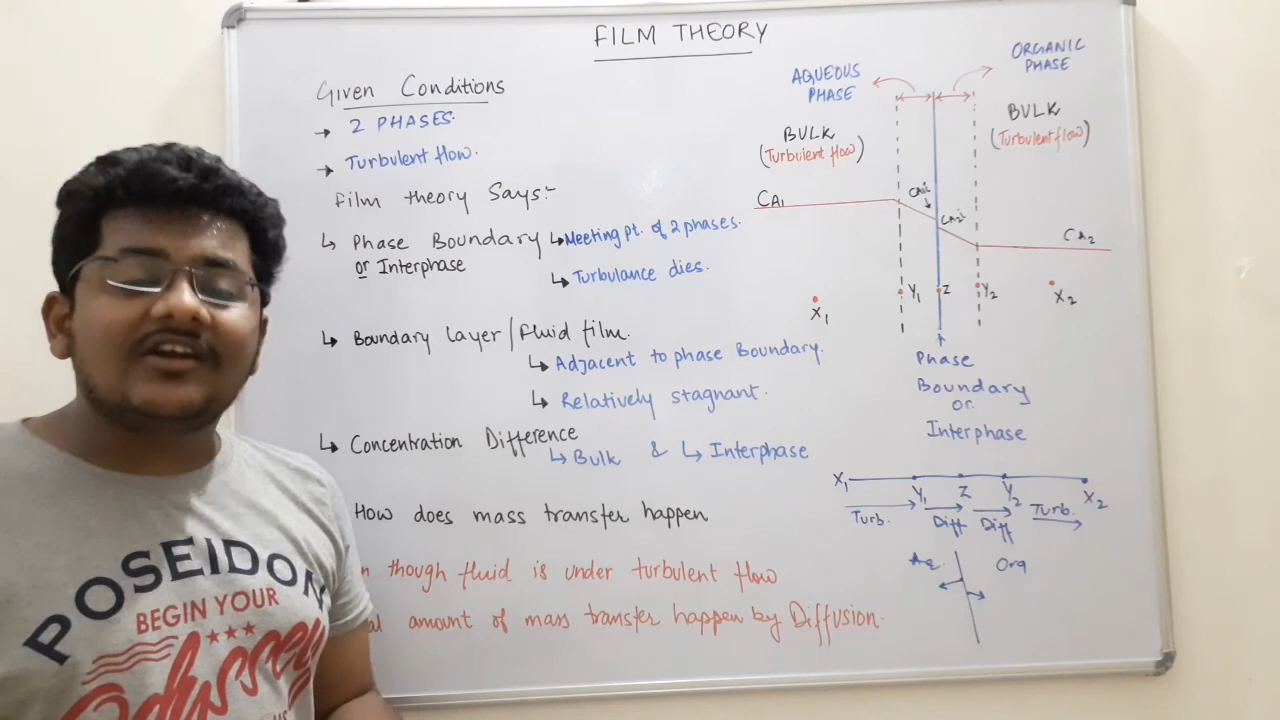 FILM THEORY
Given Conditions
→ 2 PHASES.
→ Turbulent flow.
Film theory Says:-
↳ Phase Boundary
or Interphase
↳ Meeting pt. of 2 phases.
↳ Turbulance dies.
↳ Boundary layer/fluid film.
↳ Adjacent to phase Boundary.
↳ Relatively stagnant.
↳ Concentration Difference
↳ Bulk & ↳ Interphase
How does mass transfer happen
though fluid is under turbulent flow
amount of mass transfer happen by Diffusion.
AQUEOUS
PHASE
ORGANIC
PHASE
BULK
(Turbulent flow)
BULK
(Turbulent flow)
CA1
CA1i
CA2i
CA2
X1
Y1
Z
Y2
X2
Phase
Boundary
or
Interphase
X1 Y1 Z Y2 X2
Turb. Diff Diff Turb.
Aq. Org
POSEIDON
BEGIN YOUR
Odyssey